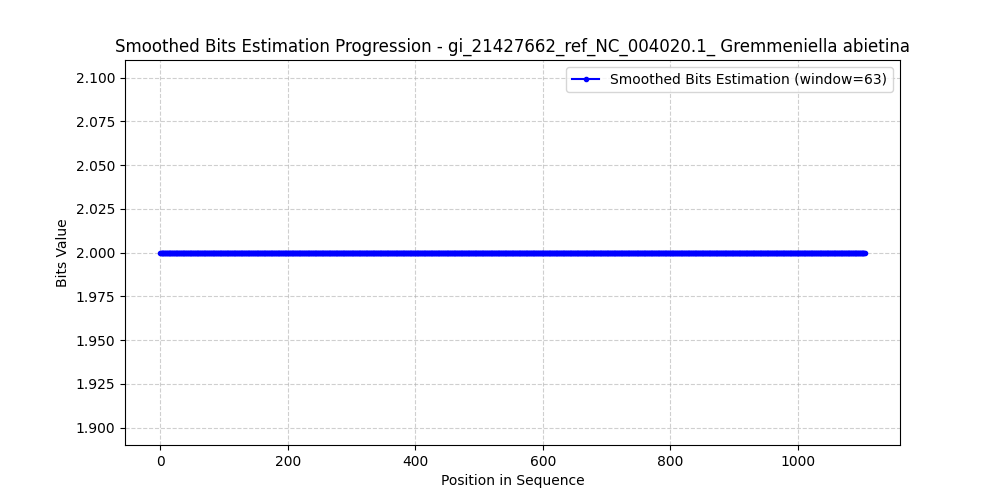 Smoothed Bits Estimation Progression - gi_21427662_ref_NC_004020.1_ Gremmeniella abietina
Smoothed Bits Estimation (window=63)
Bits Value
2.100
2.075
2.050
2.025
2.000
1.975
1.950
1.925
1.900
0 200 400 600 800 1000
Position in Sequence